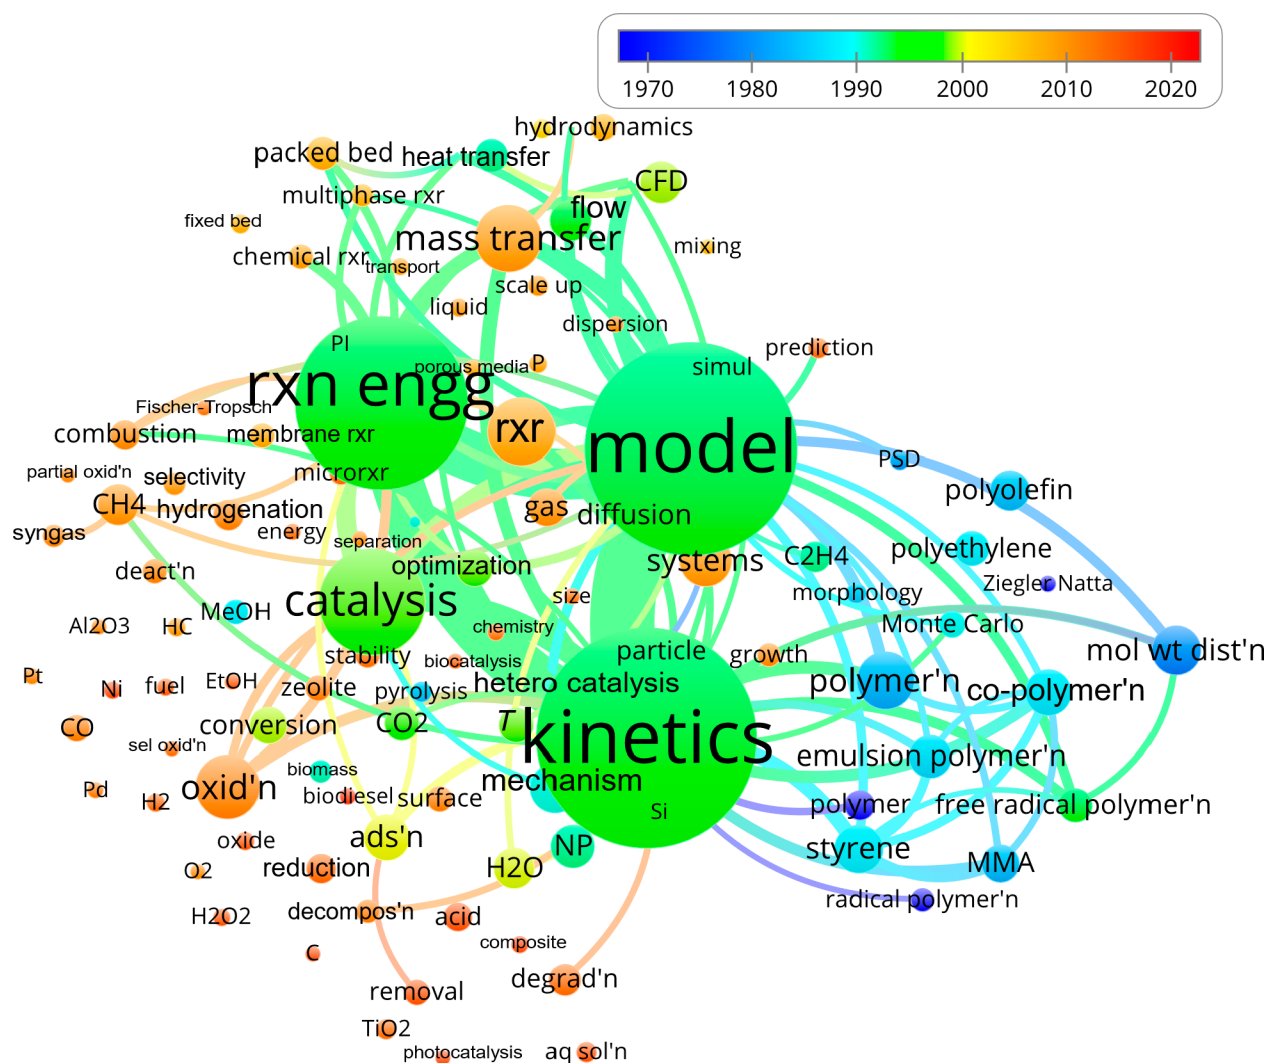 1970 1980 1990 2000 2010 2020
hydrodynamics
packed bed
heat transfer
CFD
multiphase rxr
flow
fixed bed
mass transfer
mixing
chemical rxr
transport
scale up
liquid
dispersion
PI
prediction
porous media
P
simul
rxn engg
Fischer-Tropsch
combustion
membrane rxr
rxr
model
PSD
partial oxid'n
selectivity
microrxr
polyolefin
CH4
hydrogenation
gas
diffusion
syngas
energy
separation
polyethylene
deact'n
optimization
systems
C2H4
Ziegler Natta
MeOH
catalysis
size
morphology
Al2O3
HC
chemistry
Monte Carlo
stability
biocatalysis
particle
growth
mol wt dist'n
Pt
Ni
fuel
EtOH
zeolite
pyrolysis
hetero catalysis
polymer'n
co-polymer'n
CO
conversion
CO2
T
kinetics
sel oxid'n
emulsion polymer'n
biomass
oxid'n
mechanism
Pd
H2
biodiesel
surface
Si
polymer
free radical polymer'n
oxide
ads'n
NP
styrene
MMA
O2
reduction
H2O
radical polymer'n
H2O2
decompos'n
acid
C
composite
removal
degrad'n
TiO2
photocatalysis
aq sol'n